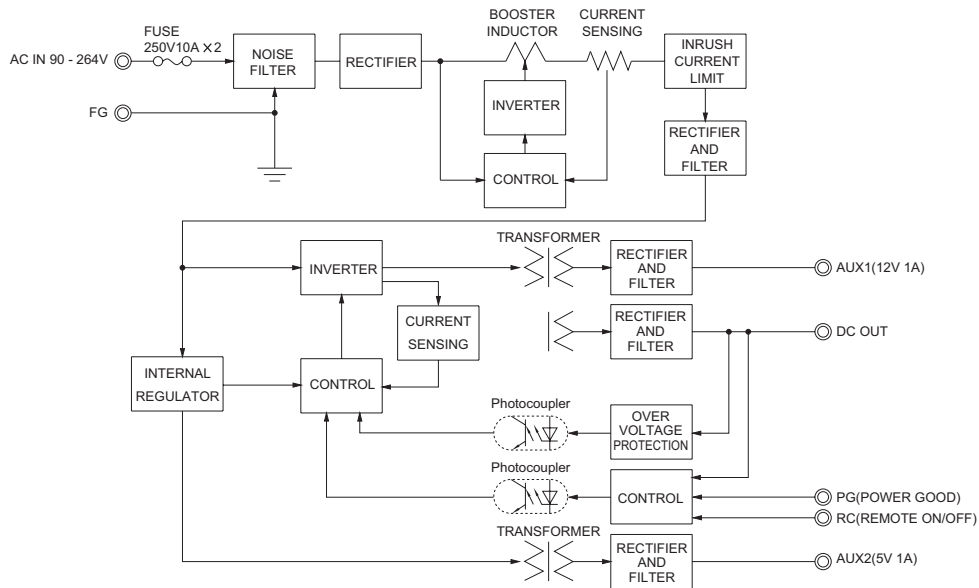 BOOSTER
INDUCTOR
CURRENT
SENSING
FUSE
250V10A ×2
AC IN 90 - 264V
NOISE
FILTER
RECTIFIER
INRUSH
CURRENT
LIMIT
INVERTER
FG
RECTIFIER
AND
FILTER
CONTROL
TRANSFORMER
INVERTER
RECTIFIER
AND
FILTER
AUX1(12V 1A)
CURRENT
SENSING
RECTIFIER
AND
FILTER
DC OUT
INTERNAL
REGULATOR
CONTROL
Photocoupler
OVER
VOLTAGE
PROTECTION
Photocoupler
CONTROL
PG(POWER GOOD)
RC(REMOTE ON/OFF)
TRANSFORMER
RECTIFIER
AND
FILTER
AUX2(5V 1A)